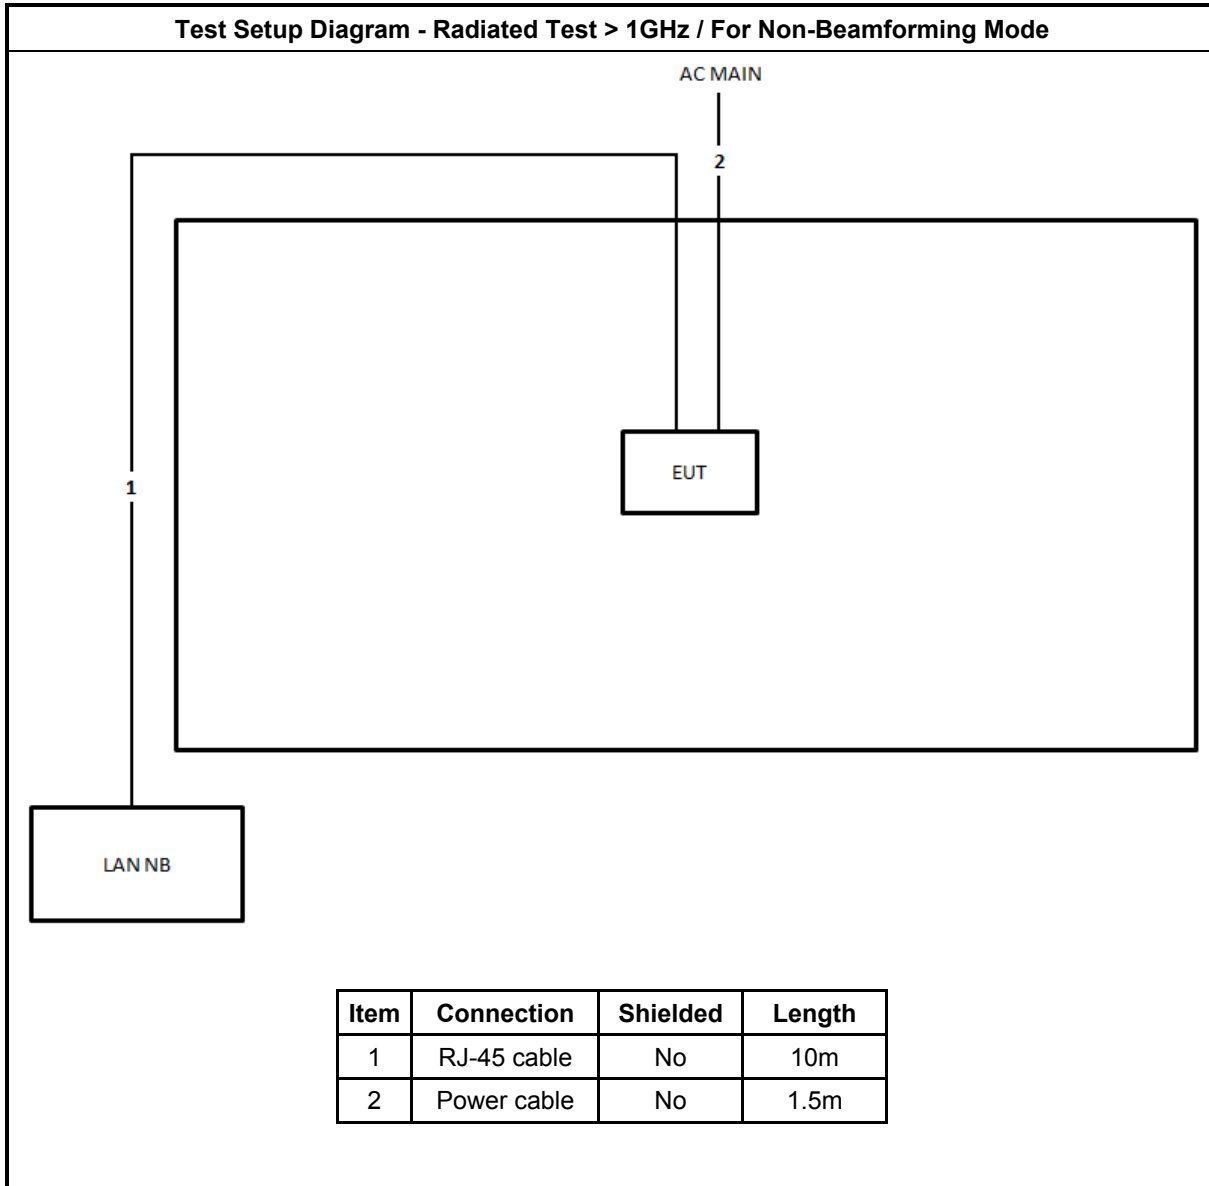 Test Setup Diagram - Radiated Test > 1GHz / For Non-Beamforming Mode
AC MAIN
2
EUT
1
LAN NB
Item Connection Shielded Length
1 RJ-45 cable No 10m
2 Power cable No 1.5m